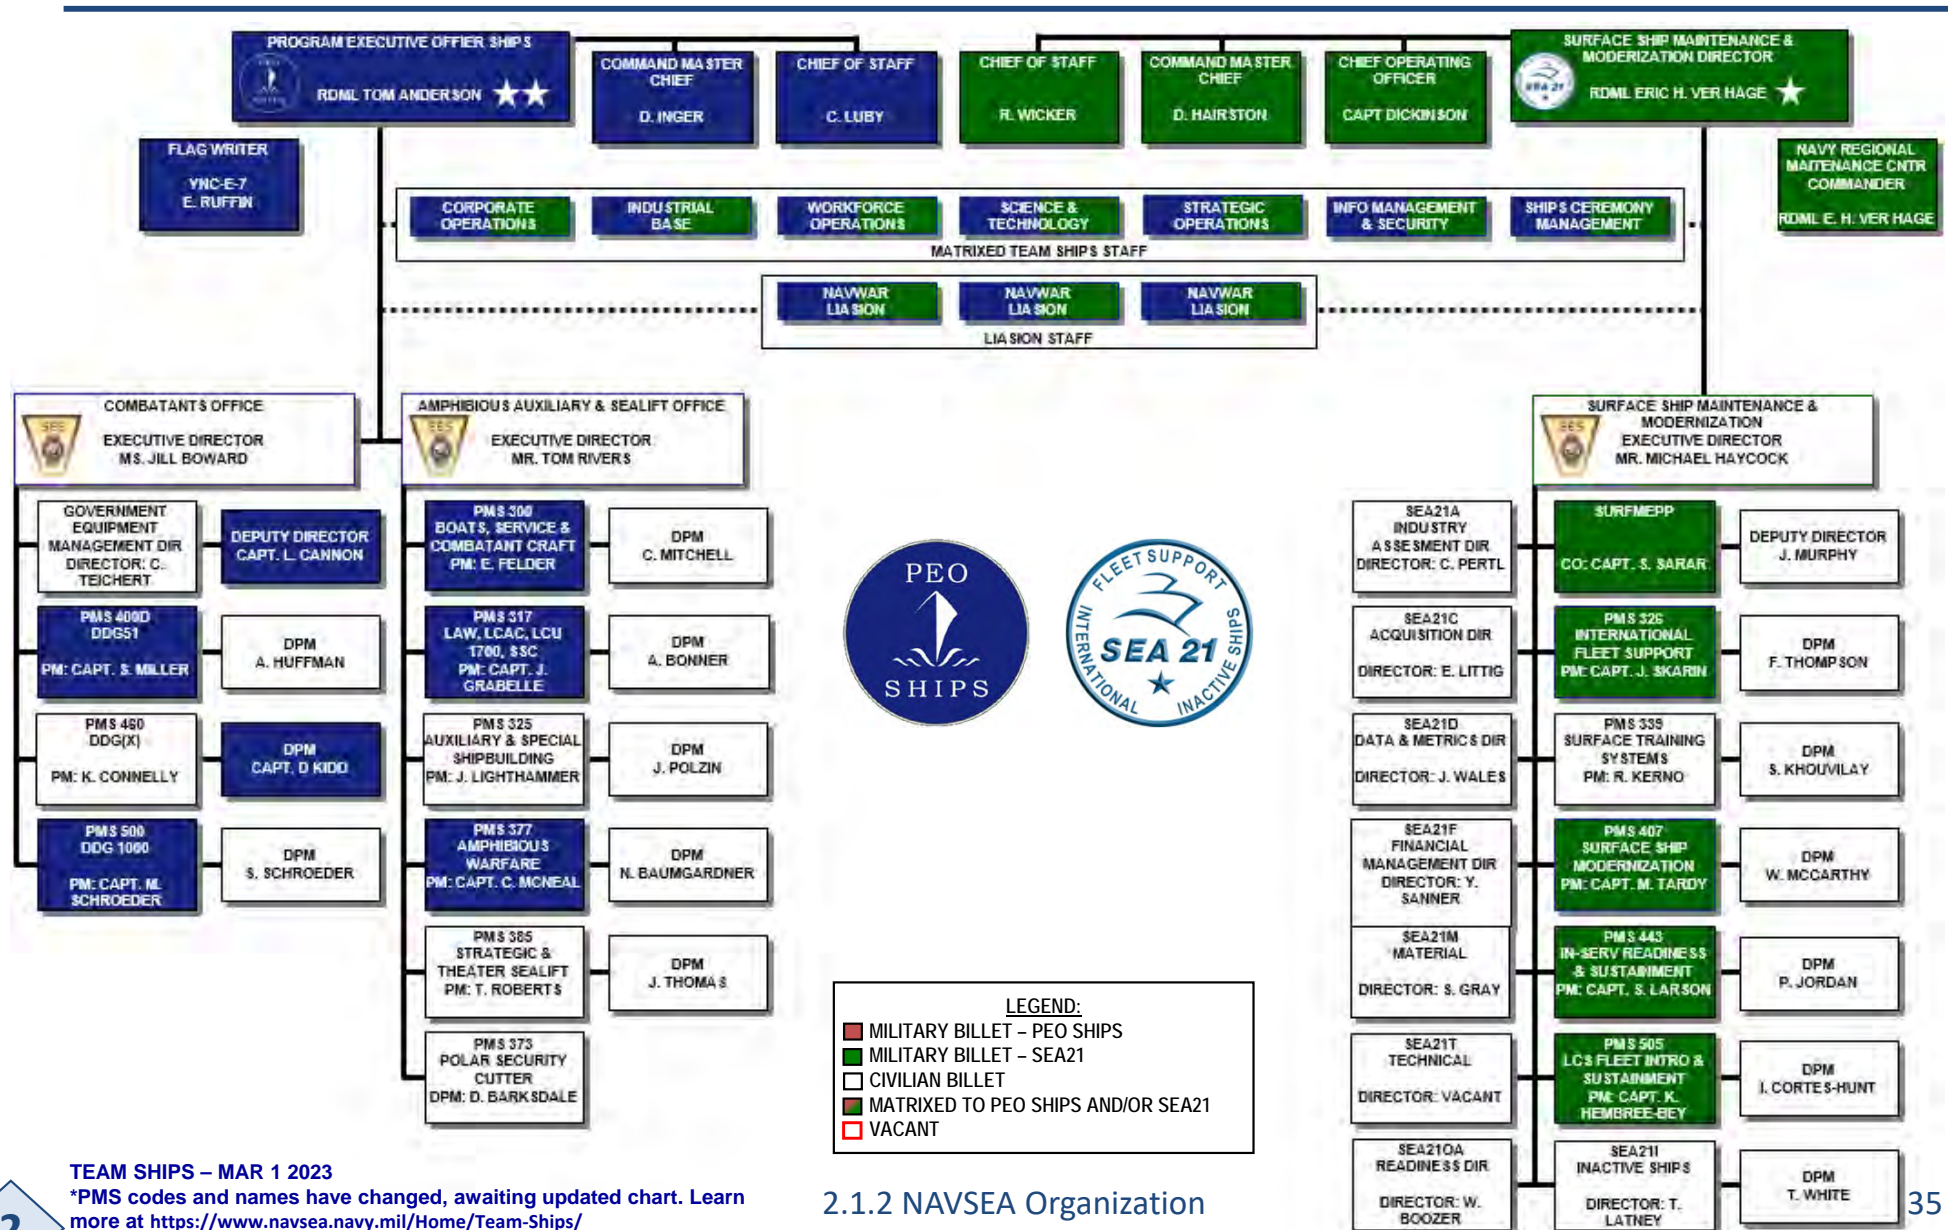 PROGRAM EXECUTIVE OFFIER SHIPS
RDML TOM ANDERSON
COMMAND MASTER
CHIEF
D. INGER
CHIEF OF STAFF
C. LUBY
CHIEF OF STAFF
R. WICKER
COMMAND MASTER
CHIEF
D. HAIRSTON
CHIEF OPERATING
OFFICER
CAPT DICKINSON
SURFACE SHIP MAINTENANCE &
MODERIZATION DIRECTOR
SEA 21
RDML ERIC H. VER HAGE
FLAG WRITER
YNC-E-7
E. RUFFIN
NAVY REGIONAL
MAITENANCE CNTR
COMMANDER
RDML E. H. VER HAGE
CORPORATE
OPERATIONS
INDUSTRIAL
BASE
WORKFORCE
OPERATIONS
SCIENCE &
TECHNOLOGY
STRATEGIC
OPERATIONS
INFO MANAGEMENT
& SECURITY
SHIPS CEREMONY
MANAGEMENT
MATRIXED TEAM SHIPS STAFF
NAVWAR
LIASION
NAVWAR
LIASION
NAVWAR
LIASION
LIASION STAFF
COMBATANTS OFFICE
SES
EXECUTIVE DIRECTOR
MS. JILL BOWARD
AMPHIBIOUS AUXILIARY & SEALIFT OFFICE
SES
EXECUTIVE DIRECTOR
MR. TOM RIVERS
SURFACE SHIP MAINTENANCE &
MODERNIZATION
SES
EXECUTIVE DIRECTOR
MR. MICHAEL HAYCOCK
GOVERNMENT
EQUIPMENT
MANAGEMENT DIR
DIRECTOR: C.
TEICHERT
DEPUTY DIRECTOR
CAPT. L. CANNON
PMS 400D
DDG51
PM: CAPT. S. MILLER
DPM
A. HUFFMAN
PMS 460
DDG(X)
PM: K. CONNELLY
DPM
CAPT. D KIDD
PMS 500
DDG 1000
PM: CAPT. M.
SCHROEDER
DPM
S. SCHROEDER
PMS 300
BOATS, SERVICE &
COMBATANT CRAFT
PM: E. FELDER
DPM
C. MITCHELL
PMS 317
LAW, LCAC, LCU
1700, SSC
PM: CAPT. J.
GRABELLE
DPM
A. BONNER
PMS 325
AUXILIARY & SPECIAL
SHIPBUILDING
PM: J. LIGHTHAMMER
DPM
J. POLZIN
PMS 377
AMPHIBIOUS
WARFARE
PM: CAPT. C. MCNEAL
DPM
N. BAUMGARDNER
PMS 385
STRATEGIC &
THEATER SEALIFT
PM: T. ROBERTS
DPM
J. THOMAS
PMS 373
POLAR SECURITY
CUTTER
DPM: D. BARKSDALE
PEO
SHIPS
FLEET SUPPORT
INTERNATIONAL
INACTIVE SHIPS
SEA 21
SEA21A
INDUSTRY
ASSESMENT DIR
DIRECTOR: C. PERTL
SURFMEPP
CO: CAPT. S. SARAR
DEPUTY DIRECTOR
J. MURPHY
SEA21C
ACQUISITION DIR
DIRECTOR: E. LITTIG
PMS 326
INTERNATIONAL
FLEET SUPPORT
PM: CAPT. J. SKARIN
DPM
F. THOMPSON
SEA21D
DATA & METRICS DIR
DIRECTOR: J. WALES
PMS 339
SURFACE TRAINING
SYSTEMS
PM: R. KERNO
DPM
S. KHOUVILAY
SEA21F
FINANCIAL
MANAGEMENT DIR
DIRECTOR: Y.
SANNER
PMS 407
SURFACE SHIP
MODERNIZATION
PM: CAPT. M. TARDY
DPM
W. MCCARTHY
SEA21M
MATERIAL
DIRECTOR: S. GRAY
PMS 443
IN-SERV READINESS
& SUSTAINMENT
PM: CAPT. S. LARSON
DPM
P. JORDAN
SEA21T
TECHNICAL
DIRECTOR: VACANT
PMS 505
LCS FLEET INTRO &
SUSTAINMENT
PM: CAPT. K.
HEMBREE-BEY
DPM
I. CORTES-HUNT
SEA21OA
READINESS DIR
DIRECTOR: W.
BOOZER
SEA21I
INACTIVE SHIPS
DIRECTOR: T.
LATNEY
DPM
T. WHITE
LEGEND:
MILITARY BILLET – PEO SHIPS
MILITARY BILLET – SEA21
CIVILIAN BILLET
MATRIXED TO PEO SHIPS AND/OR SEA21
VACANT
TEAM SHIPS – MAR 1 2023
*PMS codes and names have changed, awaiting updated chart. Learn
more at https://www.navsea.navy.mil/Home/Team-Ships/
2
2.1.2 NAVSEA Organization
35